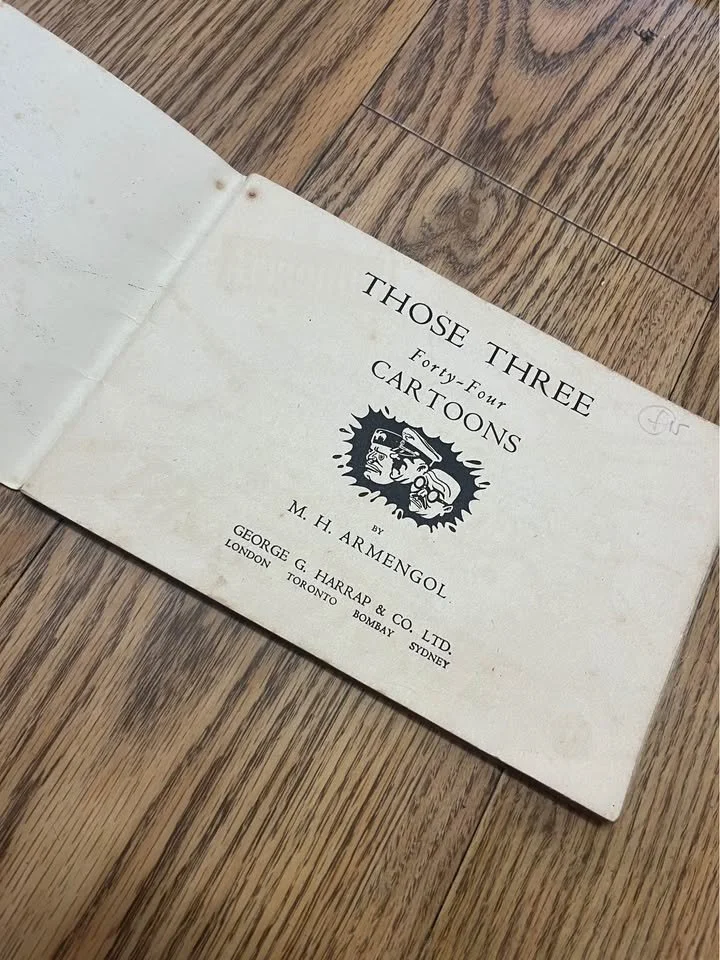 THOSE THREE
Forty-Four
CARTOONS
BY
M. H. ARMENGOL
GEORGE G. HARRAP & CO. LTD.
LONDON TORONTO BOMBAY SYDNEY